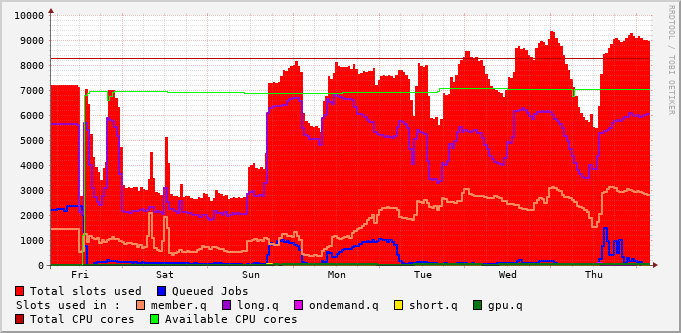 10000
9000
8000
7000
6000
5000
4000
3000
2000
1000
0
Fri Sat Sun Mon Tue Wed Thu
RRDTOOL / TOBI OETIKER
Total slots used Queued Jobs
Slots used in : member.q long.q ondemand.q short.q gpu.q
Total CPU cores Available CPU cores